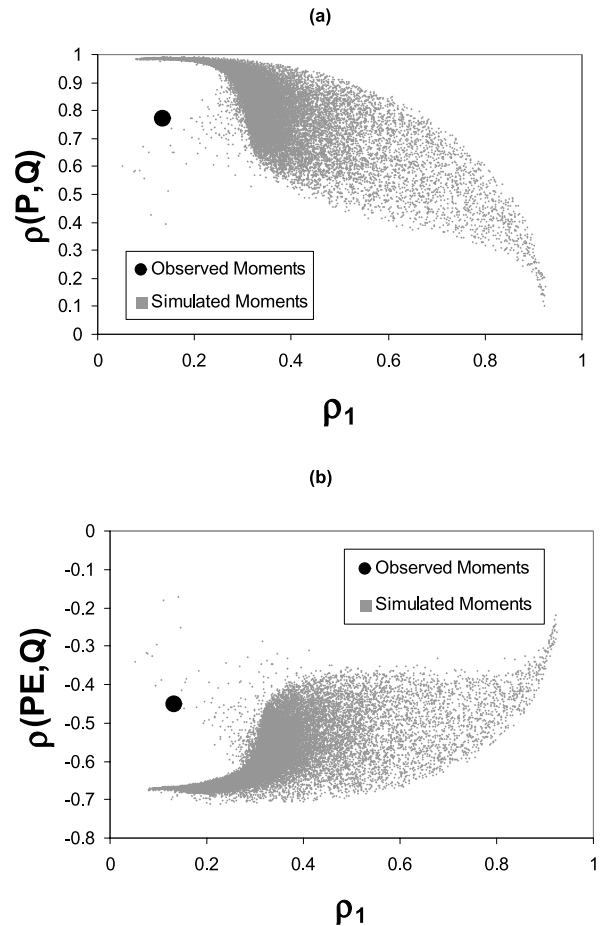 (a)
1
0.9
0.8
0.7
0.6
0.5
0.4
0.3
0.2
0.1
0
ρ(P,Q)
Observed Moments
Simulated Moments
0 0.2 0.4 0.6 0.8 1
ρ1
(b)
0
-0.1
-0.2
-0.3
-0.4
-0.5
-0.6
-0.7
-0.8
ρ(PE,Q)
Observed Moments
Simulated Moments
0 0.2 0.4 0.6 0.8 1
ρ1